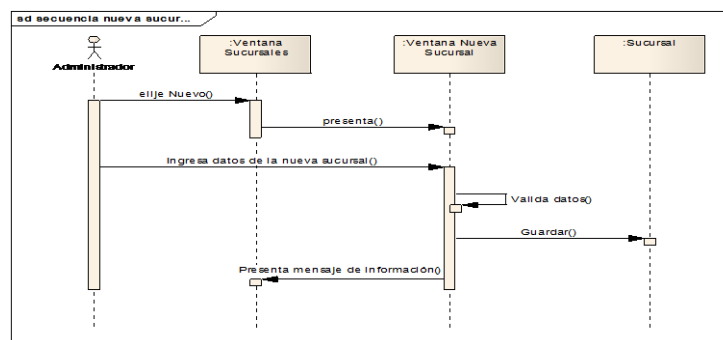 sd secuencia nueva sucur...
Administrador
:Ventana
Sucursales
:Ventana Nueva
Sucursal
:Sucursal
elije Nuevo()
presenta()
Ingresa datos de la nueva sucursal()
Valida datos()
Guardar()
Presenta mensaje de información()